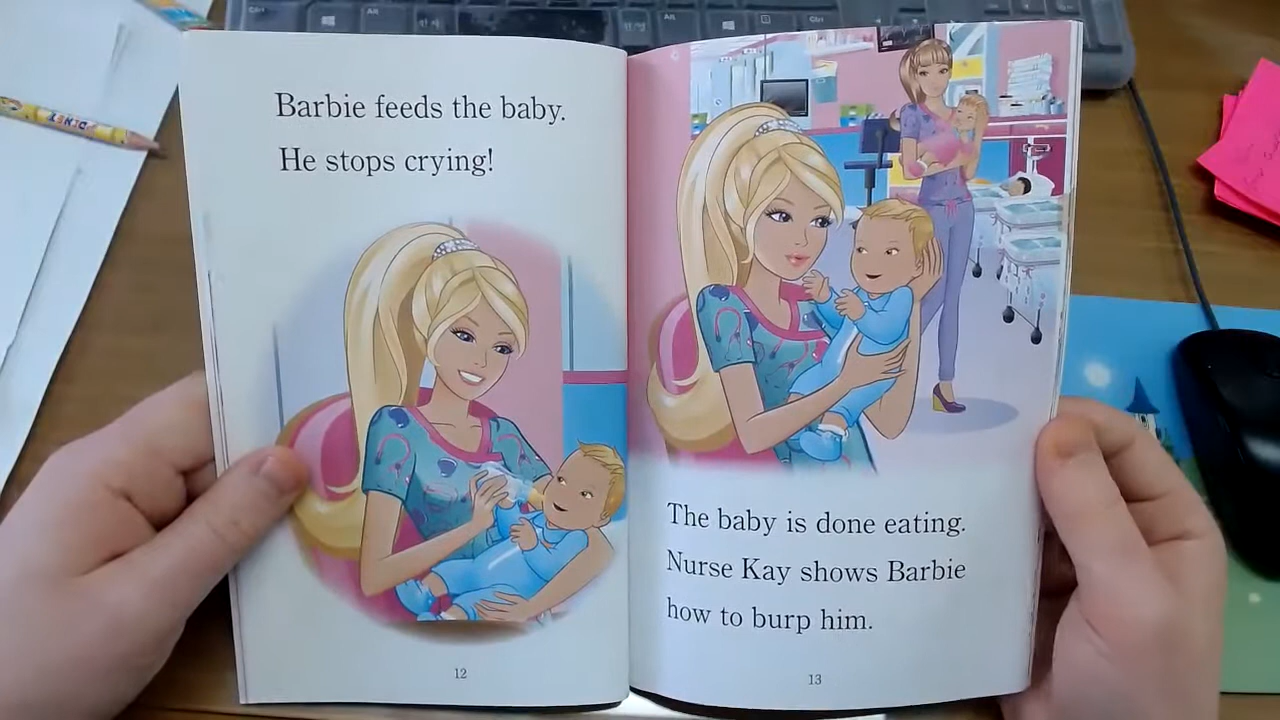 Barbie feeds the baby.
He stops crying!
12
The baby is done eating.
Nurse Kay shows Barbie
how to burp him.
13